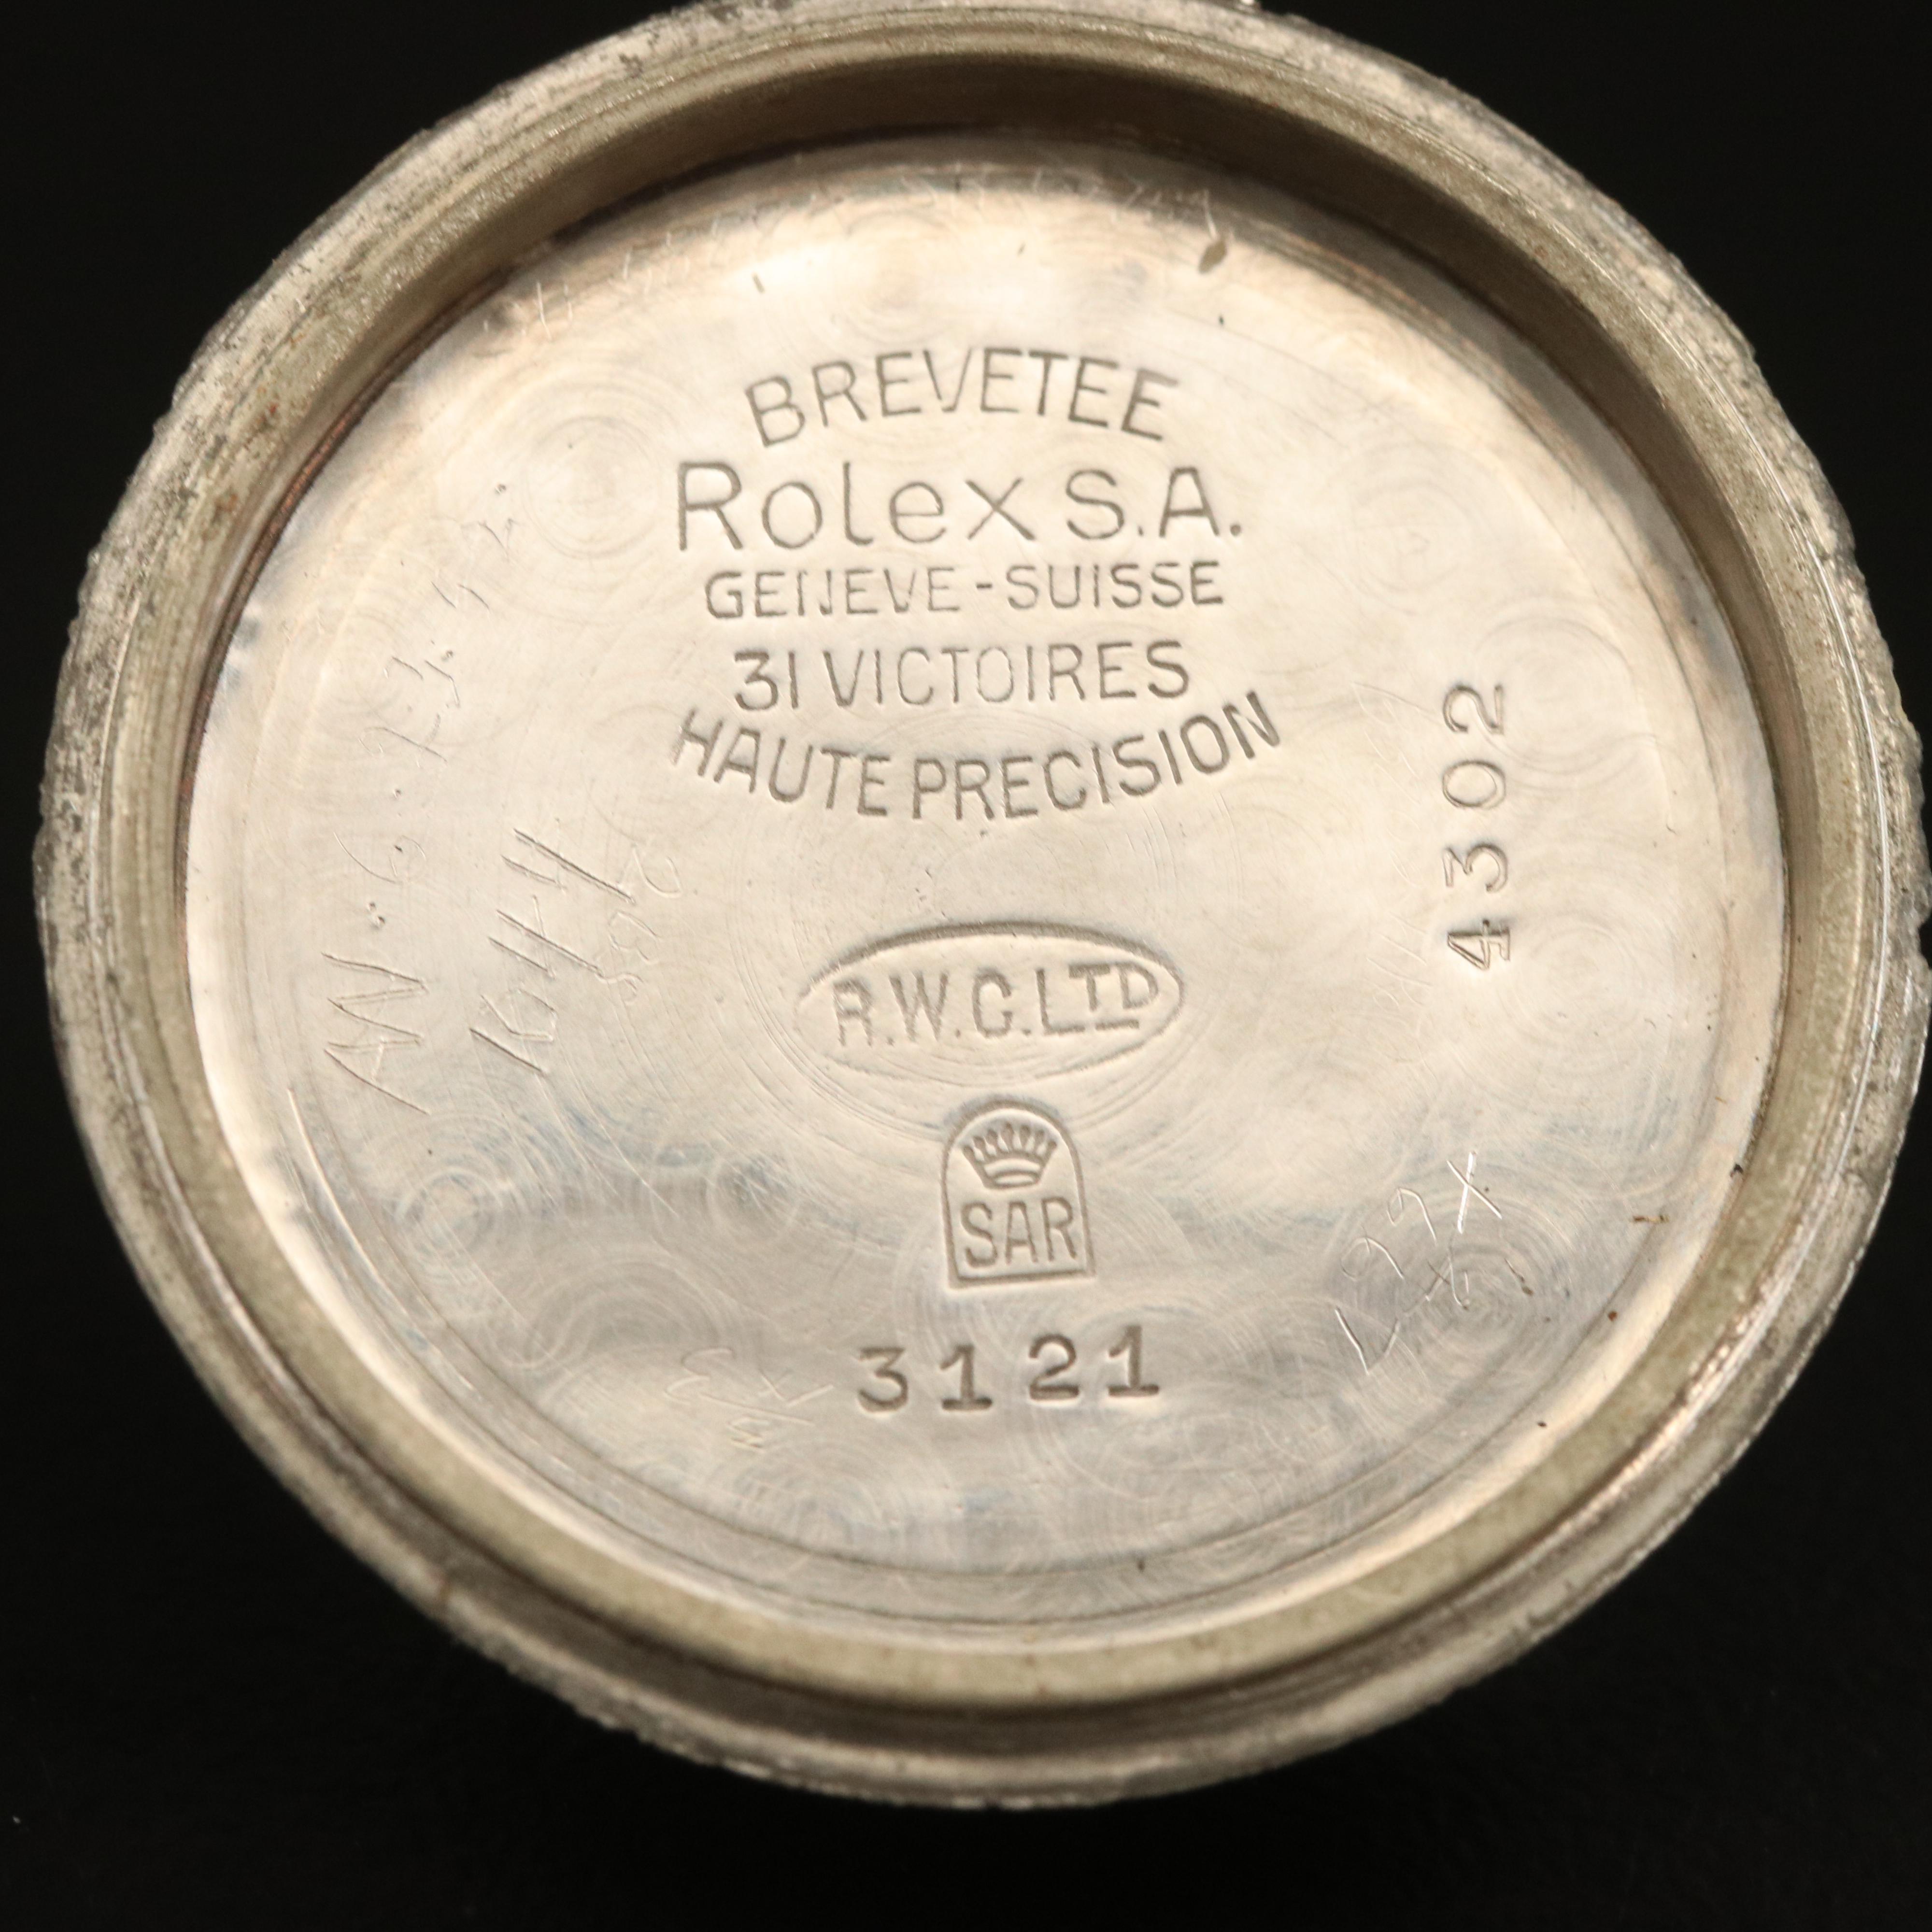 BREVETEE
Rolex S.A.
GENEVE-SUISSE
31 VICTOIRES
HAUTE PRECISION
4302
R.W.C.LTD
SAR
3121